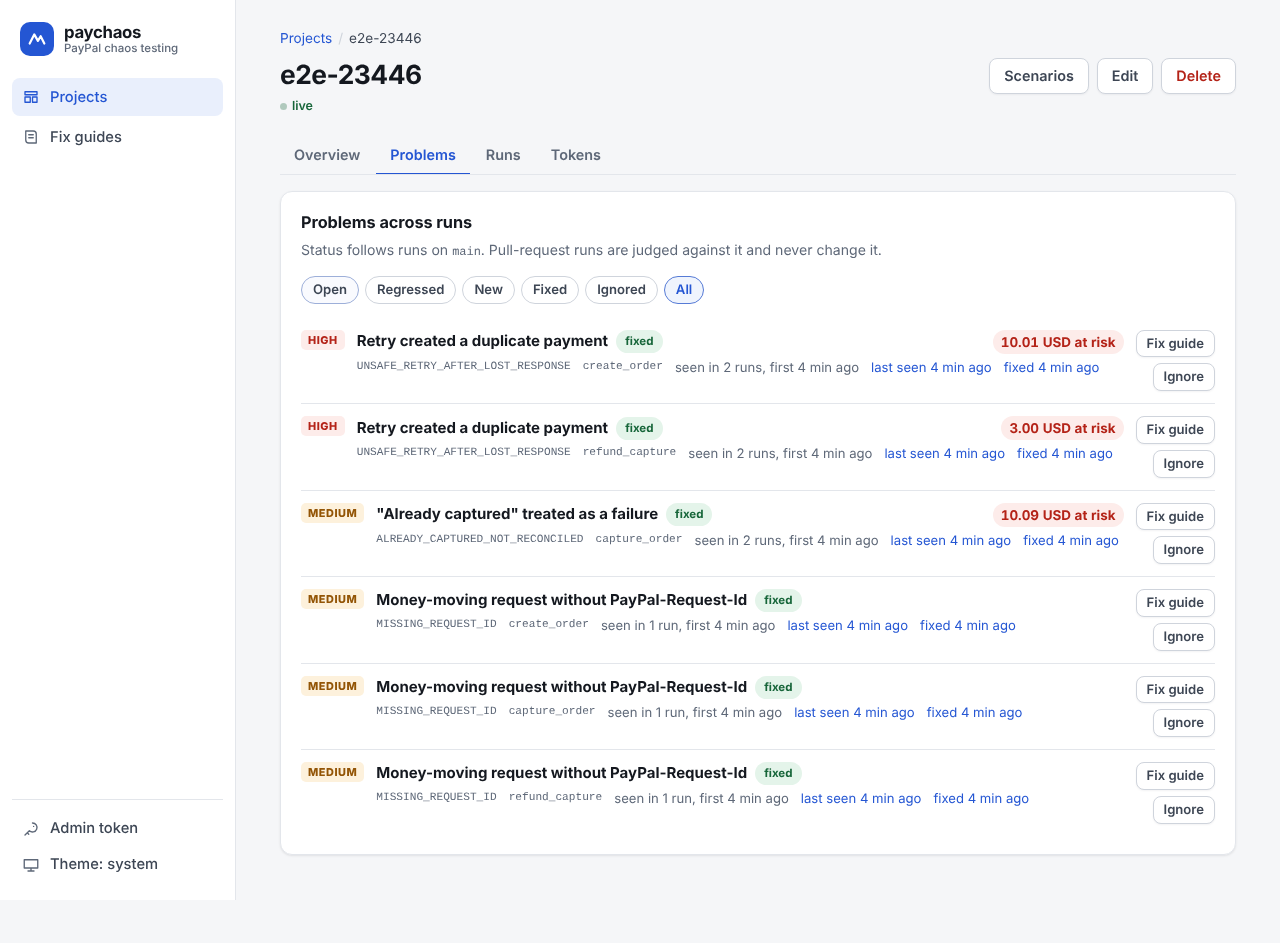 paychaos
PayPal chaos testing
Projects
Fix guides
Admin token
Theme: system
Projects / e2e-23446
e2e-23446
live
Scenarios Edit Delete
Overview Problems Runs Tokens
Problems across runs
Status follows runs on main. Pull-request runs are judged against it and never change it.
Open Regressed New Fixed Ignored All
HIGH Retry created a duplicate payment fixed 10.01 USD at risk Fix guide
UNSAFE_RETRY_AFTER_LOST_RESPONSE create_order seen in 2 runs, first 4 min ago last seen 4 min ago fixed 4 min ago
Ignore
HIGH Retry created a duplicate payment fixed 3.00 USD at risk Fix guide
UNSAFE_RETRY_AFTER_LOST_RESPONSE refund_capture seen in 2 runs, first 4 min ago last seen 4 min ago fixed 4 min ago
Ignore
MEDIUM "Already captured" treated as a failure fixed 10.09 USD at risk Fix guide
ALREADY_CAPTURED_NOT_RECONCILED capture_order seen in 2 runs, first 4 min ago last seen 4 min ago fixed 4 min ago
Ignore
MEDIUM Money-moving request without PayPal-Request-Id fixed Fix guide
MISSING_REQUEST_ID create_order seen in 1 run, first 4 min ago last seen 4 min ago fixed 4 min ago
Ignore
MEDIUM Money-moving request without PayPal-Request-Id fixed Fix guide
MISSING_REQUEST_ID capture_order seen in 1 run, first 4 min ago last seen 4 min ago fixed 4 min ago
Ignore
MEDIUM Money-moving request without PayPal-Request-Id fixed Fix guide
MISSING_REQUEST_ID refund_capture seen in 1 run, first 4 min ago last seen 4 min ago fixed 4 min ago
Ignore